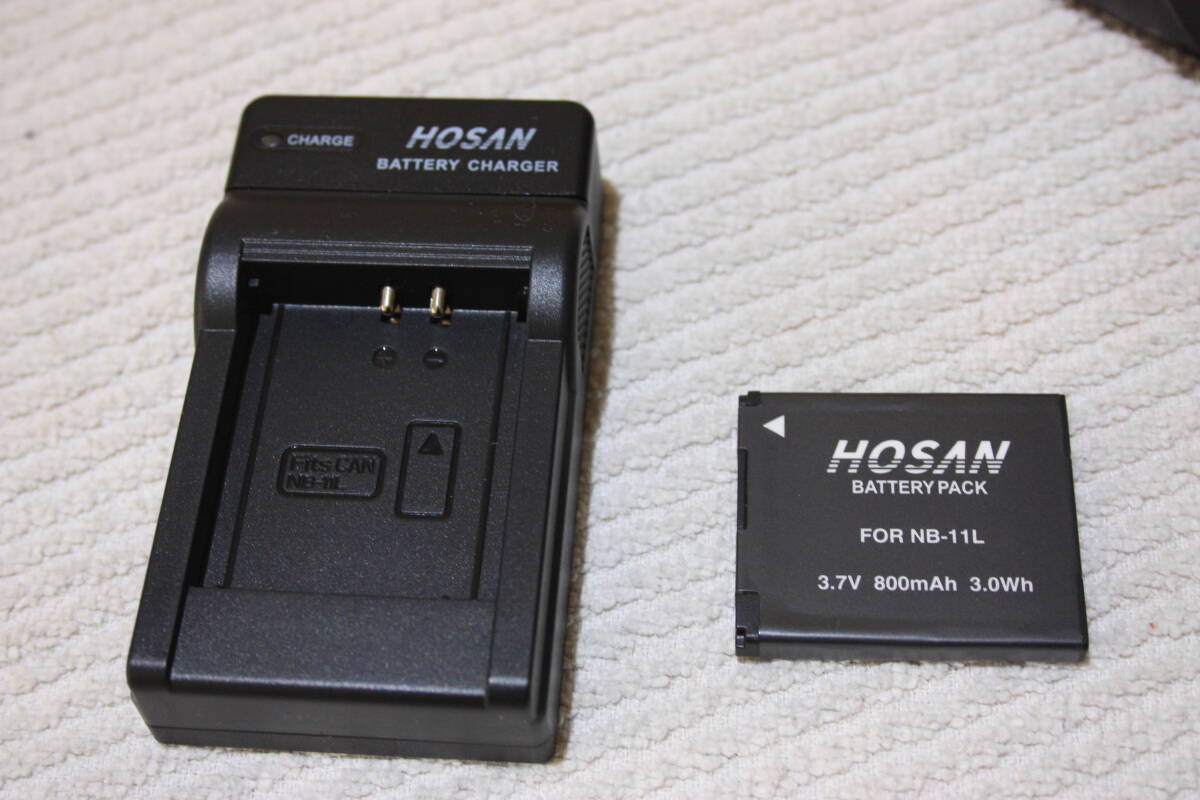 CHARGE
HOSAN
BATTERY CHARGER
Fits CAN
NB-11L
HOSAN
BATTERY PACK
FOR NB-11L
3.7V 800mAh 3.0Wh